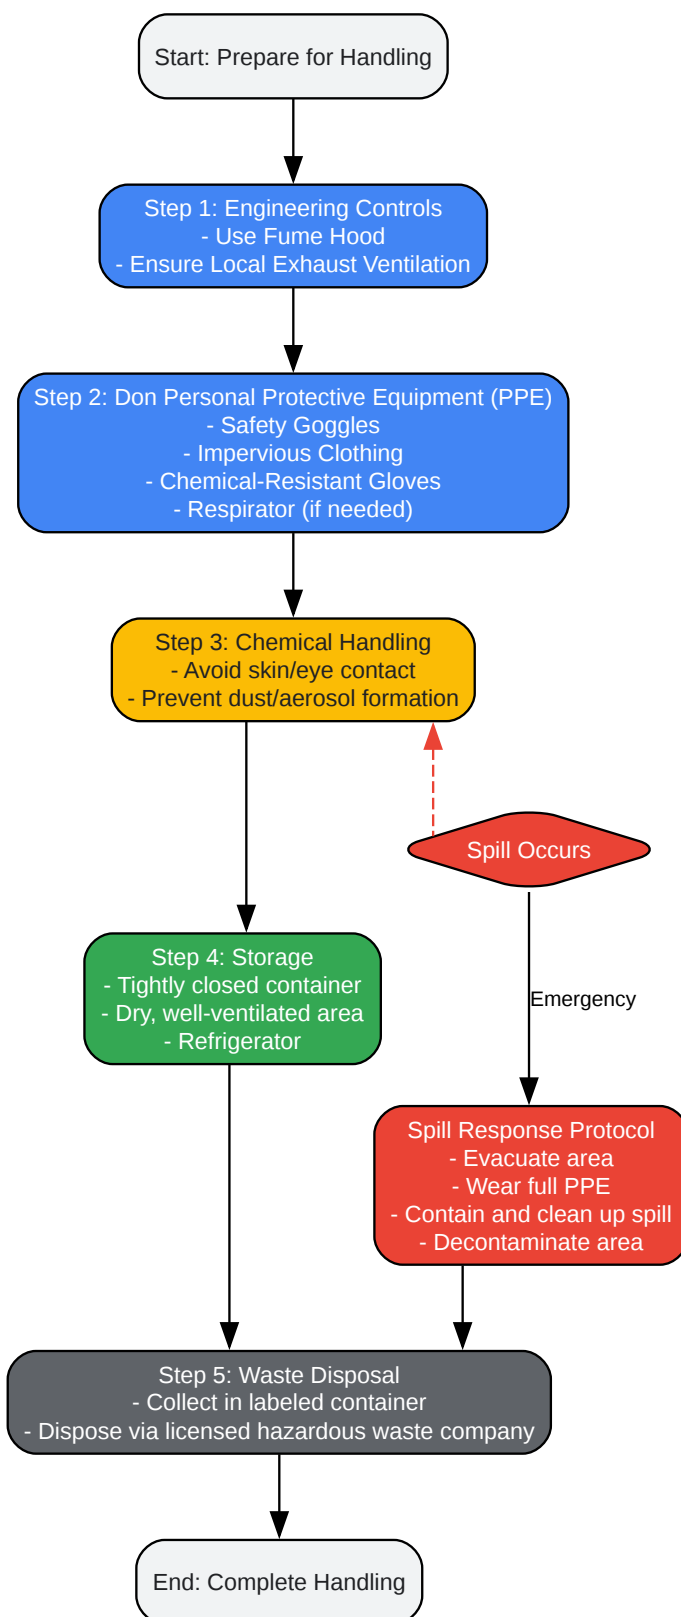 Start: Prepare for Handling
Step 1: Engineering Controls
- Use Fume Hood
- Ensure Local Exhaust Ventilation
Step 2: Don Personal Protective Equipment (PPE)
- Safety Goggles
- Impervious Clothing
- Chemical-Resistant Gloves
- Respirator (if needed)
Step 3: Chemical Handling
- Avoid skin/eye contact
- Prevent dust/aerosol formation
Spill Occurs
Step 4: Storage
- Tightly closed container
- Dry, well-ventilated area
- Refrigerator
Emergency
Spill Response Protocol
- Evacuate area
- Wear full PPE
- Contain and clean up spill
- Decontaminate area
Step 5: Waste Disposal
- Collect in labeled container
- Dispose via licensed hazardous waste company
End: Complete Handling